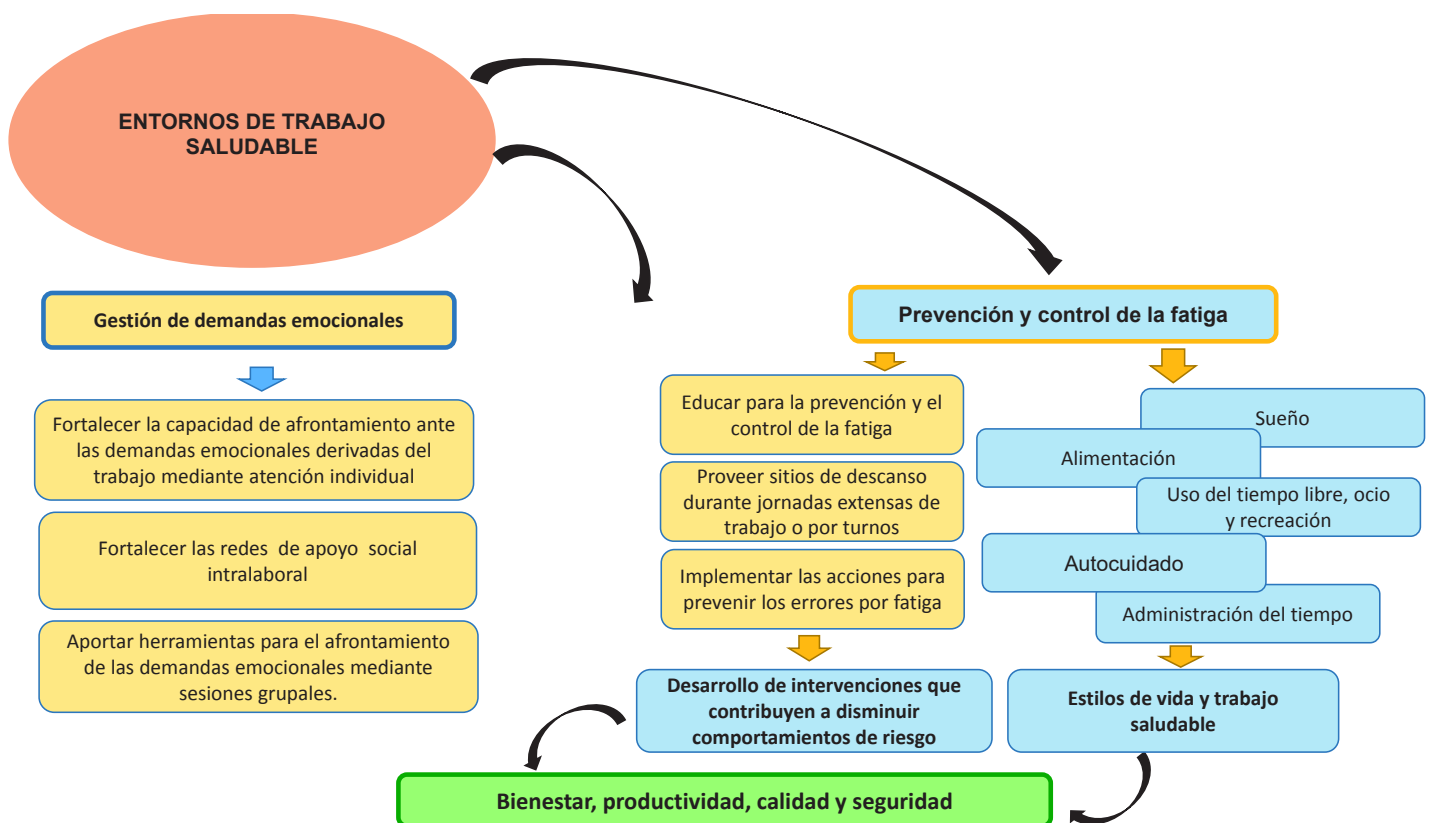 ENTORNOS DE TRABAJO
SALUDABLE
Gestión de demandas emocionales
Fortalecer la capacidad de afrontamiento ante
las demandas emocionales derivadas del
trabajo mediante atención individual
Fortalecer las redes de apoyo social
intralaboral
Aportar herramientas para el afrontamiento
de las demandas emocionales mediante
sesiones grupales.
Prevención y control de la fatiga
Educar para la prevención y el
control de la fatiga
Proveer sitios de descanso
durante jornadas extensas de
trabajo o por turnos
Implementar las acciones para
prevenir los errores por fatiga
Desarrollo de intervenciones que
contribuyen a disminuir
comportamientos de riesgo
Sueño
Alimentación
Uso del tiempo libre, ocio
y recreación
Autocuidado
Administración del tiempo
Estilos de vida y trabajo
saludable
Bienestar, productividad, calidad y seguridad